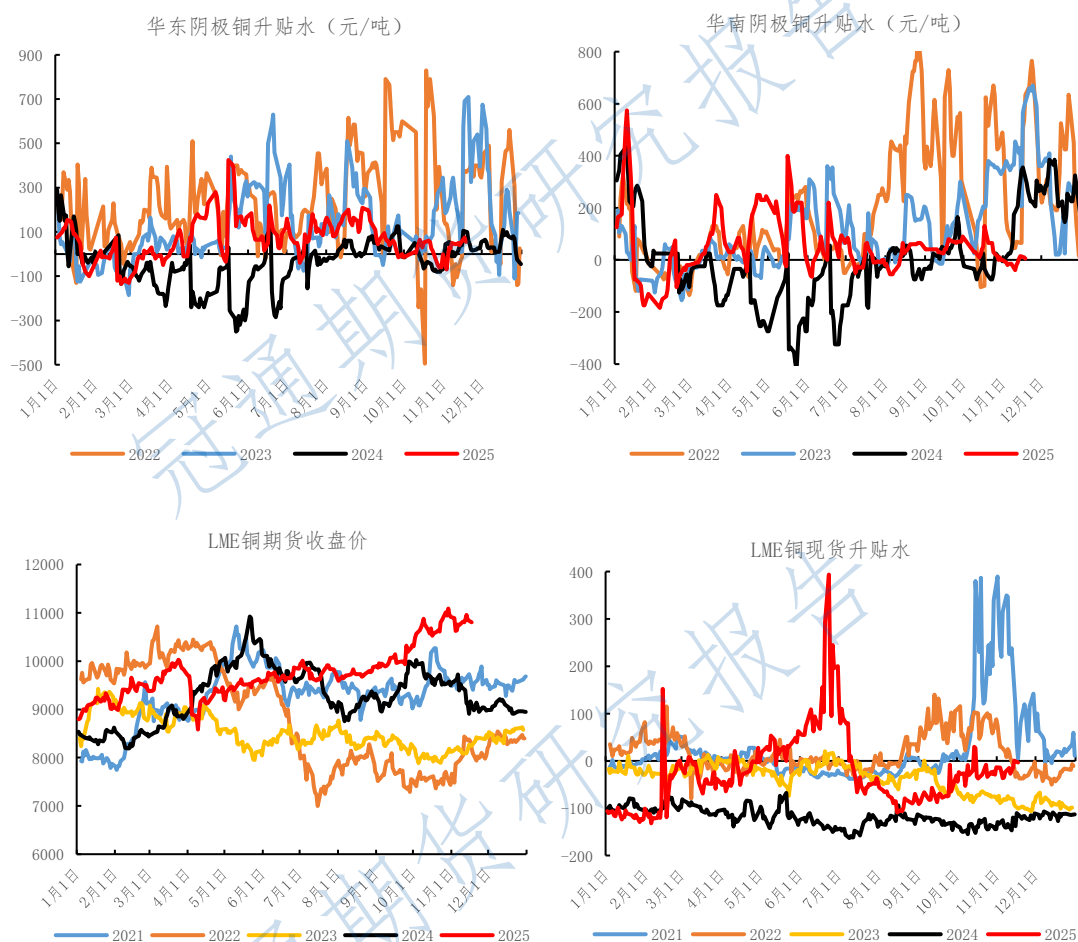 华东阴极铜升贴水（元/吨）
900
700
500
300
100
-100
-300
-500
1月1日
2月1日
3月1日
4月1日
5月1日
6月1日
7月1日
8月1日
9月1日
10月1日
11月1日
12月1日
2022 2023 2024 2025
华南阴极铜升贴水（元/吨）
800
600
400
200
0
-200
-400
1月1日
2月1日
3月1日
4月1日
5月1日
6月1日
7月1日
8月1日
9月1日
10月1日
11月1日
12月1日
2022 2023 2024 2025
LME铜期货收盘价
12000
11000
10000
9000
8000
7000
6000
1月1日
2月1日
3月1日
4月1日
5月1日
6月1日
7月1日
8月1日
9月1日
10月1日
11月1日
12月1日
2021 2022 2023 2024 2025
LME铜现货升贴水
400
300
200
100
0
-100
-200
1月1日
2月1日
3月1日
4月1日
5月1日
6月1日
7月1日
8月1日
9月1日
10月1日
11月1日
12月1日
2021 2022 2023 2024 2025
冠通期货研究报告
通期货研究报告